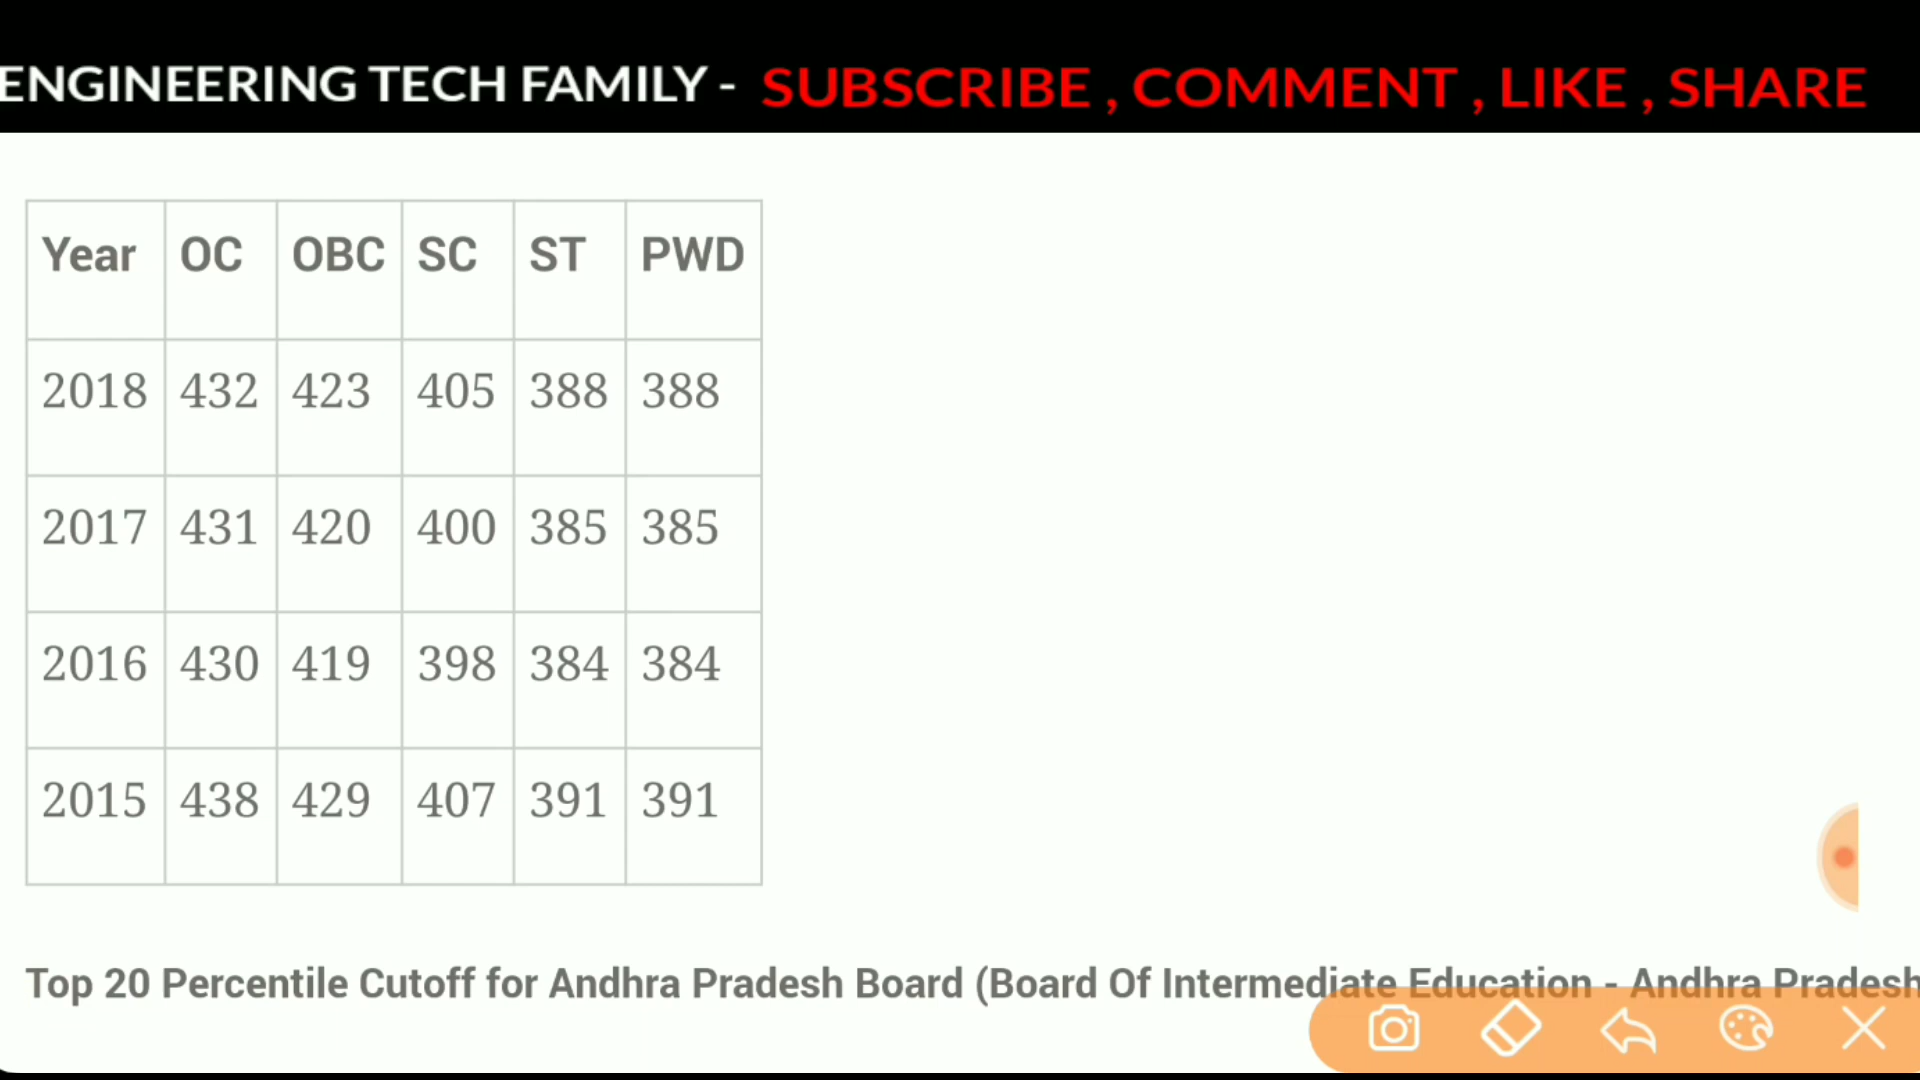 ENGINEERING TECH FAMILY - SUBSCRIBE , COMMENT , LIKE , SHARE
Year OC OBC SC ST PWD
2018 432 423 405 388 388
2017 431 420 400 385 385
2016 430 419 398 384 384
2015 438 429 407 391 391
Top 20 Percentile Cutoff for Andhra Pradesh Board (Board Of Intermediate Education - Andhra Pradesh